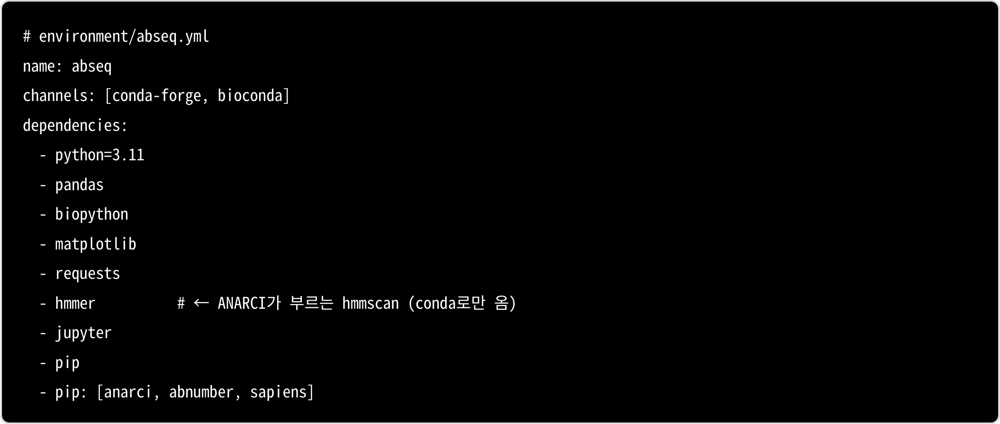 # environment/abseq.yml
name: abseq
channels: [conda-forge, bioconda]
dependencies:
  - python=3.11
  - pandas
  - biopython
  - matplotlib
  - requests
  - hmmer          # ← ANARCI가 부르는 hmmscan (conda로만 옴)
  - jupyter
  - pip
  - pip: [anarci, abnumber, sapiens]